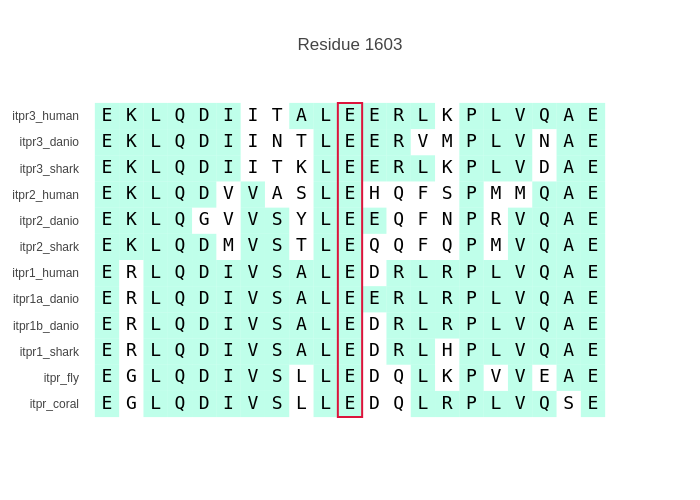 Residue 1603
itpr3_human E K L Q D I I T A L E E R L K P L V Q A E
itpr3_danio E K L Q D I I N T L E E R V M P L V N A E
itpr3_shark E K L Q D I I T K L E E R L K P L V D A E
itpr2_human E K L Q D V V A S L E H Q F S P M M Q A E
itpr2_danio E K L Q G V V S Y L E E Q F N P R V Q A E
itpr2_shark E K L Q D M V S T L E Q Q F Q P M V Q A E
itpr1_human E R L Q D I V S A L E D R L R P L V Q A E
itpr1a_danio E R L Q D I V S A L E E R L R P L V Q A E
itpr1b_danio E R L Q D I V S A L E D R L R P L V Q A E
itpr1_shark E R L Q D I V S A L E D R L H P L V Q A E
itpr_fly E G L Q D I V S L L E D Q L K P V V E A E
itpr_coral E G L Q D I V S L L E D Q L R P L V Q S E